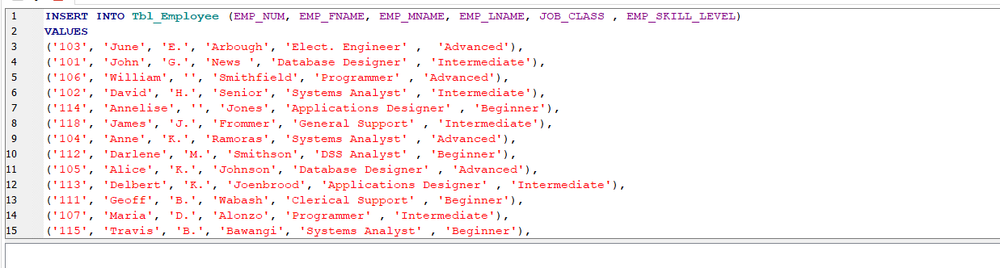 1 INSERT INTO Tbl_Employee (EMP_NUM, EMP_FNAME, EMP_MNAME, EMP_LNAME, JOB_CLASS , EMP_SKILL_LEVEL)
2 VALUES
3 ('103', 'June', 'E.', 'Arbough', 'Elect. Engineer' ,  'Advanced'),
4 ('101', 'John', 'G.', 'News ', 'Database Designer' , 'Intermediate'),
5 ('106', 'William', '', 'Smithfield', 'Programmer' , 'Advanced'),
6 ('102', 'David', 'H.', 'Senior', 'Systems Analyst' , 'Intermediate'),
7 ('114', 'Annelise', '', 'Jones', 'Applications Designer' , 'Beginner'),
8 ('118', 'James', 'J.', 'Frommer', 'General Support' , 'Intermediate'),
9 ('104', 'Anne', 'K.', 'Ramoras', 'Systems Analyst' , 'Advanced'),
10 ('112', 'Darlene', 'M.', 'Smithson', 'DSS Analyst' , 'Beginner'),
11 ('105', 'Alice', 'K.', 'Johnson', 'Database Designer' , 'Advanced'),
12 ('113', 'Delbert', 'K.', 'Joenbrood', 'Applications Designer' , 'Intermediate'),
13 ('111', 'Geoff', 'B.', 'Wabash', 'Clerical Support' , 'Beginner'),
14 ('107', 'Maria', 'D.', 'Alonzo', 'Programmer' , 'Intermediate'),
15 ('115', 'Travis', 'B.', 'Bawangi', 'Systems Analyst' , 'Beginner'),